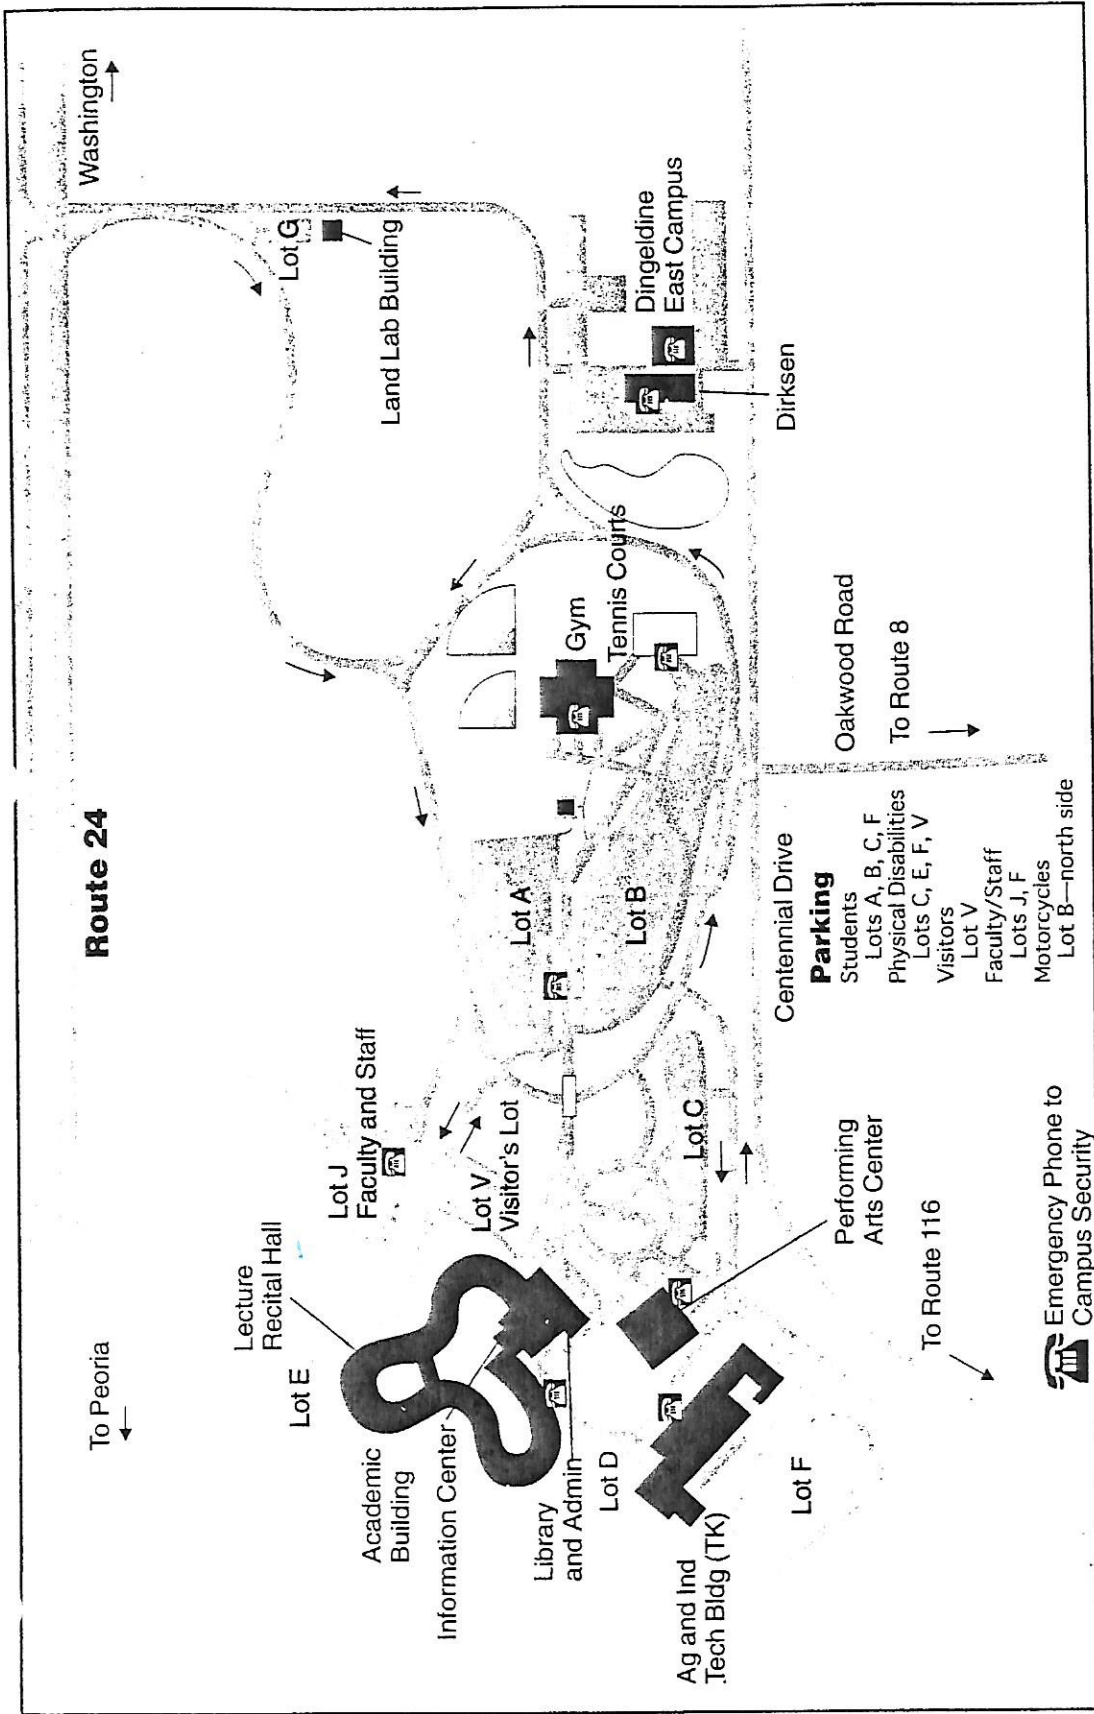 To Peoria
Route 24
Washington
Lecture
Recital Hall
Lot E
Academic
Building
Information Center
Library
and Admin
Lot D
Ag and Ind
Tech Bldg (TK)
Lot F
Lot J
Faculty and Staff
Lot V
Visitor's Lot
Lot A
Lot B
Lot C
Performing
Arts Center
To Route 116
Gym
Tennis Courts
Lot G
Land Lab Building
Dingeldine
East Campus
Dirksen
Centennial Drive
Oakwood Road
To Route 8
Parking
Students
Lots A, B, C, F
Physical Disabilities
Lots C, E, F, V
Visitors
Lot V
Faculty/Staff
Lots J, F
Motorcycles
Lot B—north side
Emergency Phone to
Campus Security